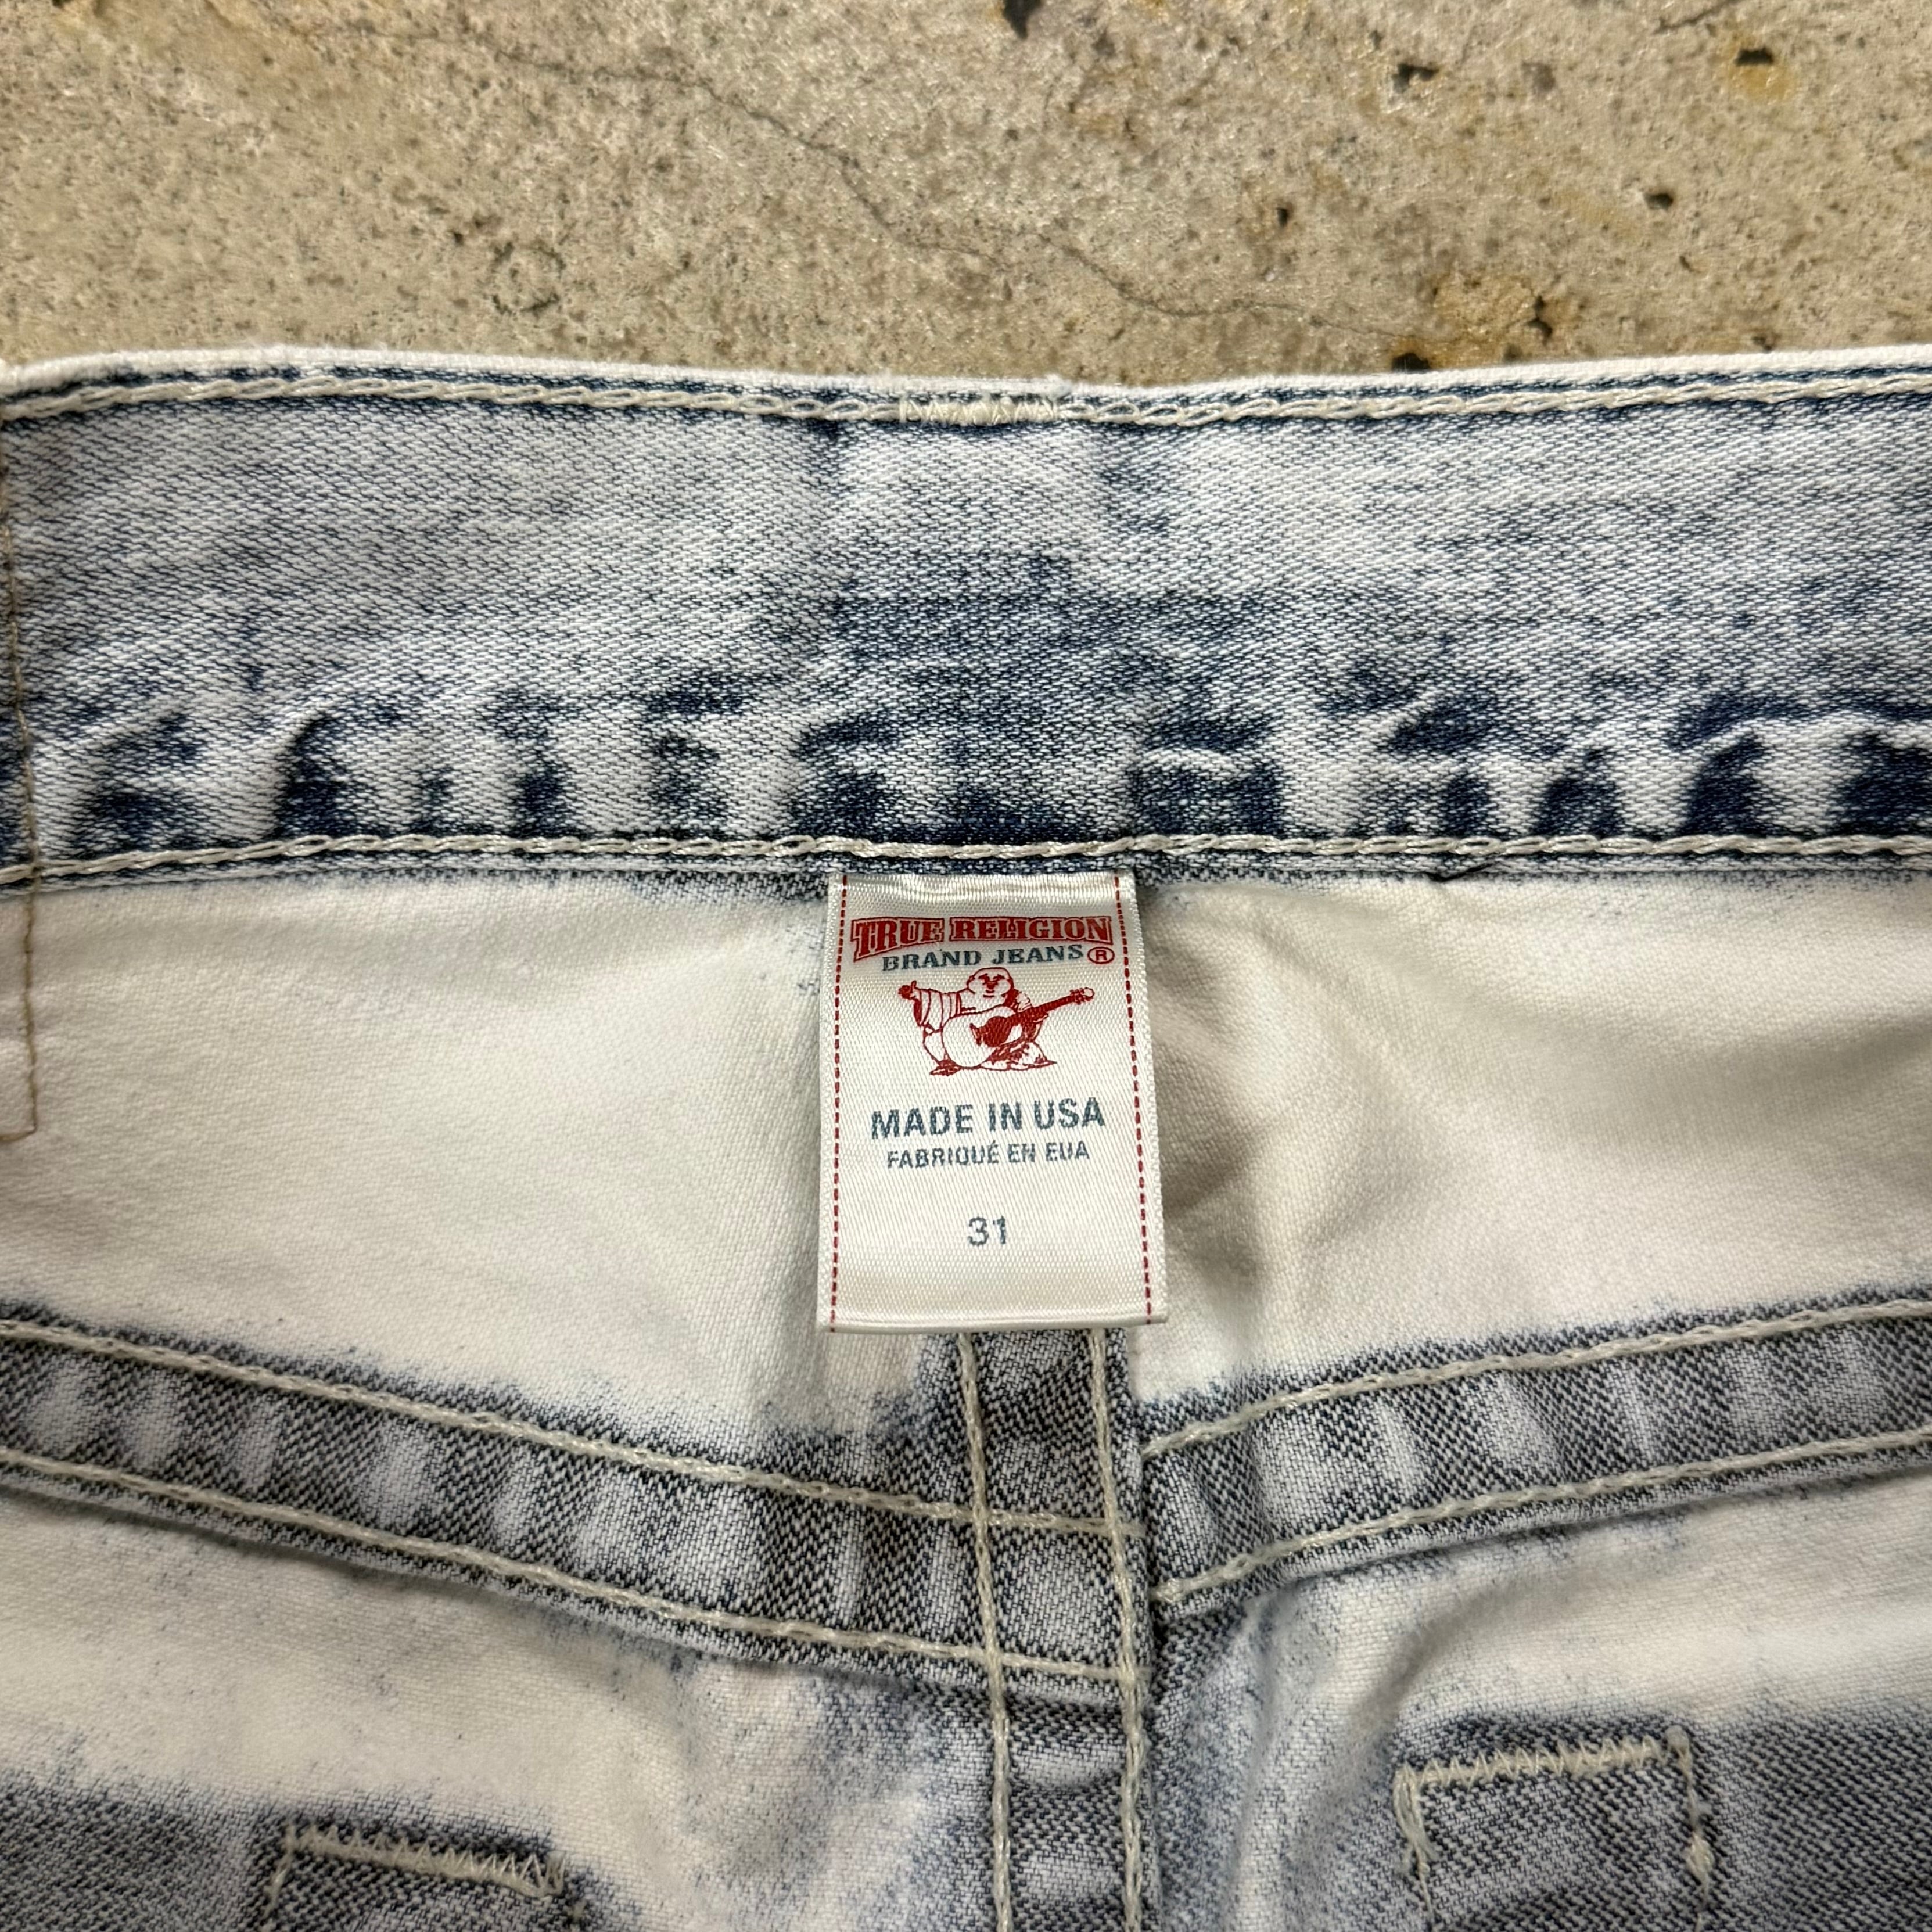 TRUE RELIGION
BRAND JEANS®
MADE IN USA
FABRIQUÉ EN EUA
31